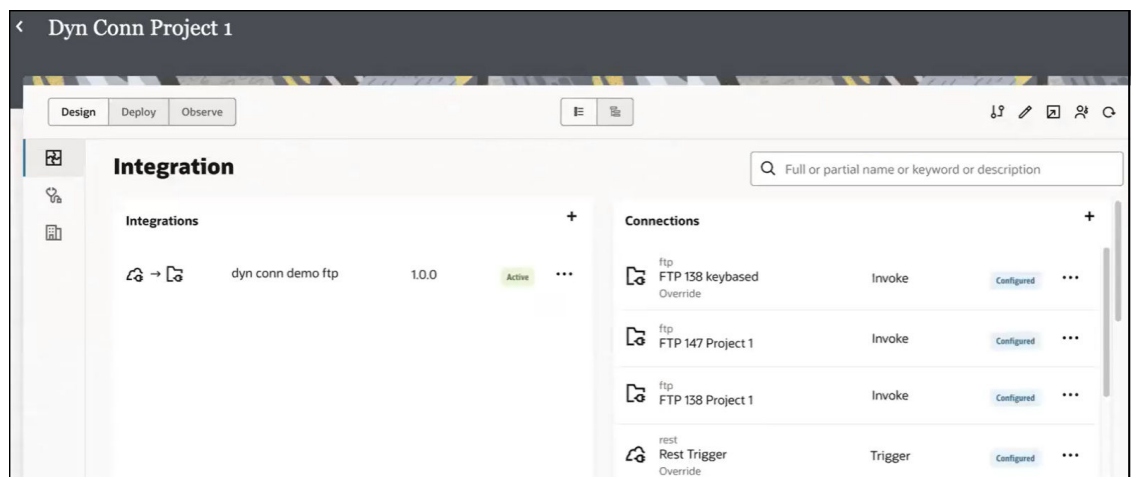 Dyn Conn Project 1
Design Deploy Observe
Integration
Full or partial name or keyword or description
Integrations +
dyn conn demo ftp 1.0.0 Active ...
Connections +
ftp
FTP 138 keybased Invoke Configured ...
Override
ftp
FTP 147 Project 1 Invoke Configured ...
ftp
FTP 138 Project 1 Invoke Configured ...
rest
Rest Trigger Trigger Configured ...
Override